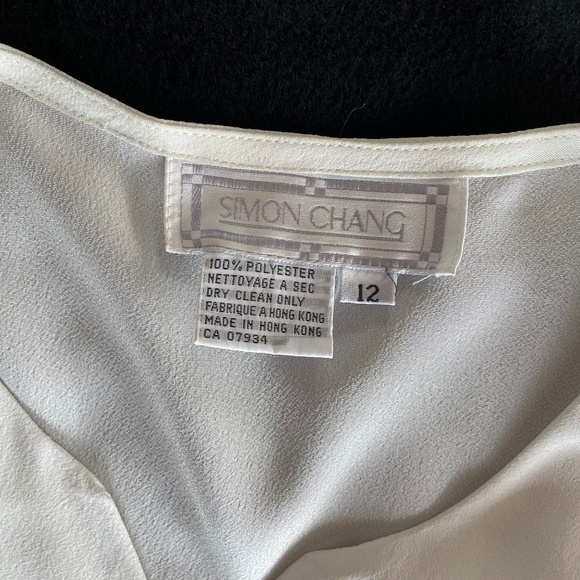 SIMON CHANG
100% POLYESTER
NETTOYAGE A SEC
DRY CLEAN ONLY
FABRIQUE A HONG KONG
MADE IN HONG KONG
CA 07934
12